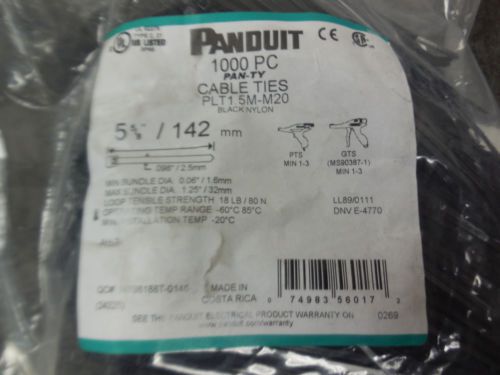 UL LISTED
PANDUIT
CE
1000 PC
PAN-TY
CABLE TIES
PLT1.5M-M20
BLACK NYLON
5⅝" / 142 mm
.098" / 2.5mm
PTS
MIN 1-3
GTS
(MS90387-1)
MIN 1-3
MIN BUNDLE DIA. 0.06" / 1.6mm
MAX BUNDLE DIA. 1.25" / 32mm
LOOP TENSILE STRENGTH 18 LB / 80 N
OPERATING TEMP RANGE -60°C 85°C
MIN INSTALLATION TEMP -20°C
LL89/0111
DNV E-4770
QC#
MADE IN
COSTA RICA
0 74983 56017 2
SEE THE PANDUIT ELECTRICAL PRODUCT WARRANTY ON
www.panduit.com/warranty
0269